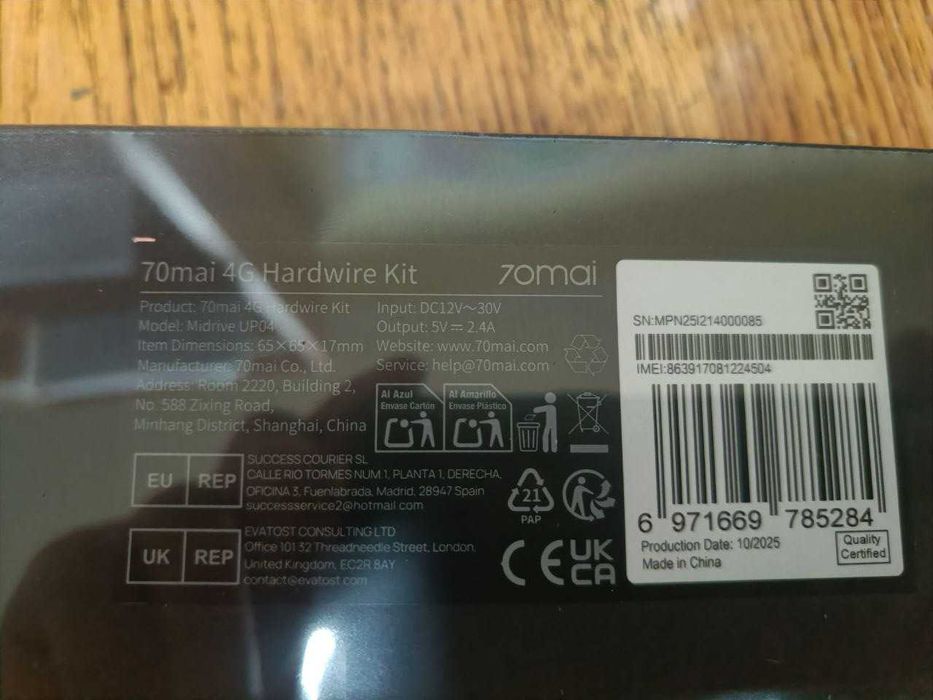 70mai 4G Hardwire Kit
70mai
Product: 70mai 4G Hardwire Kit
Model: Midrive UP04
Item Dimensions: 65×65×17mm
Manufacturer: 70mai Co., Ltd.
Address: Room 2220, Building 2,
No. 588 Zixing Road,
Minhang District, Shanghai, China
Input: DC12V～30V
Output: 5V⎓2.4A
Website: www.70mai.com
Service: help@70mai.com
Al Azul
Envase Cartón
Al Amarillo
Envase Plástico
EU REP
SUCCESS COURIER SL
CALLE RIO TORMES NUM.1, PLANTA 1, DERECHA,
OFICINA 3, Fuenlabrada, Madrid, 28947 Spain
successservice2@hotmail.com
UK REP
EVATOST CONSULTING LTD
Office 101 32 Threadneedle Street, London,
United Kingdom, EC2R 8AY
contact@evatost.com
21
PAP
CE
UK
CA
SN:MPN25I214000085
IMEI:863917081224504
6 971669 785284
Production Date: 10/2025
Made in China
Quality
Certified